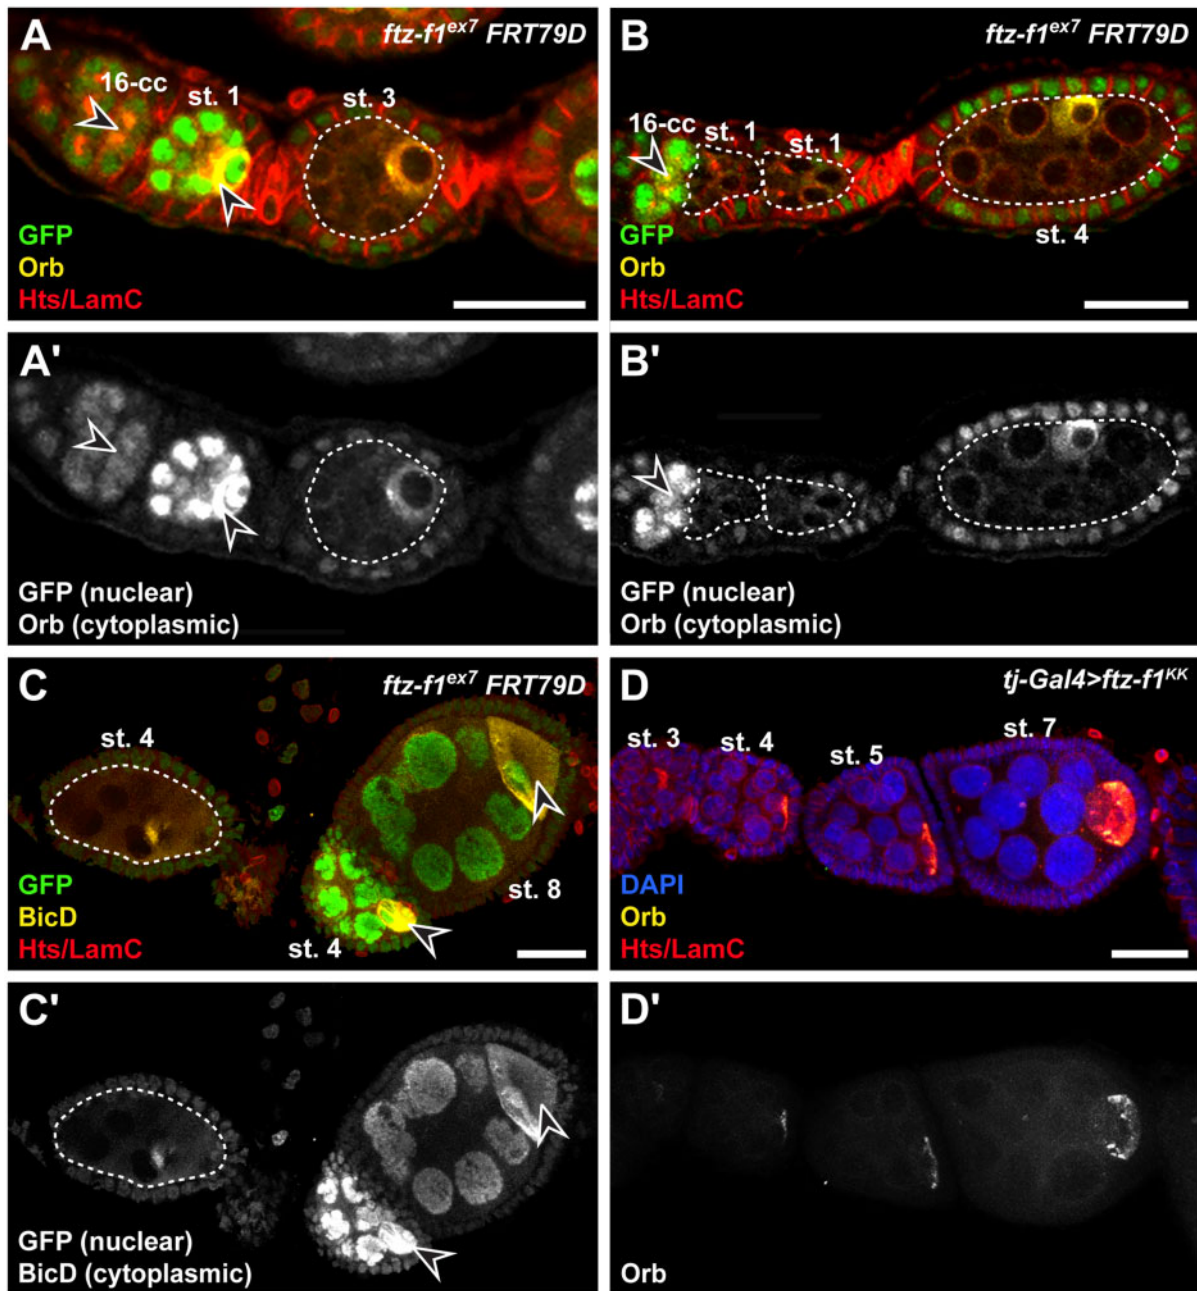 A
ftz-f1ex7 FRT79D
16-cc
st. 1
st. 3
GFP
Orb
Hts/LamC
B
ftz-f1ex7 FRT79D
16-cc
st. 1
st. 1
st. 4
GFP
Orb
Hts/LamC
A'
GFP (nuclear)
Orb (cytoplasmic)
B'
GFP (nuclear)
Orb (cytoplasmic)
C
ftz-f1ex7 FRT79D
st. 4
st. 8
st. 4
GFP
BicD
Hts/LamC
D
tj-Gal4>ftz-f1KK
st. 3
st. 4
st. 5
st. 7
DAPI
Orb
Hts/LamC
C'
GFP (nuclear)
BicD (cytoplasmic)
D'
Orb